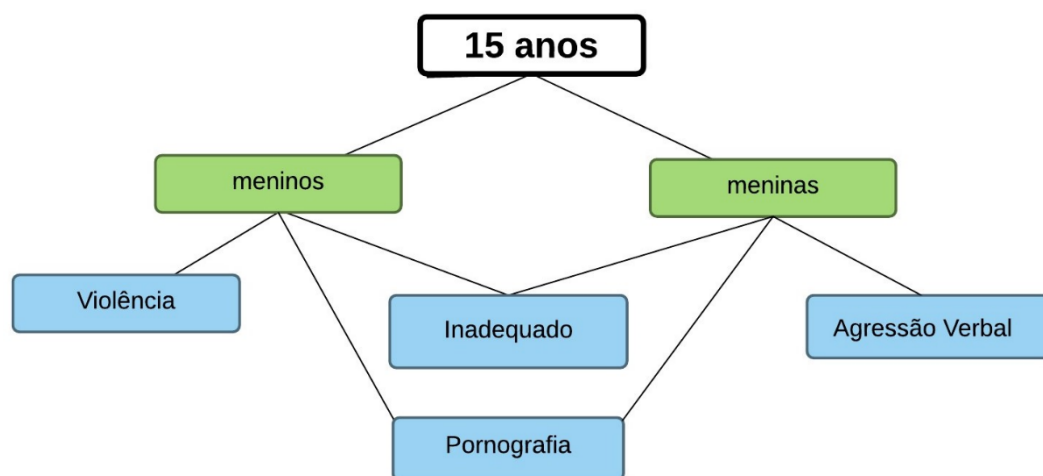 15 anos
meninos
meninas
Violência
Inadequado
Agressão Verbal
Pornografia